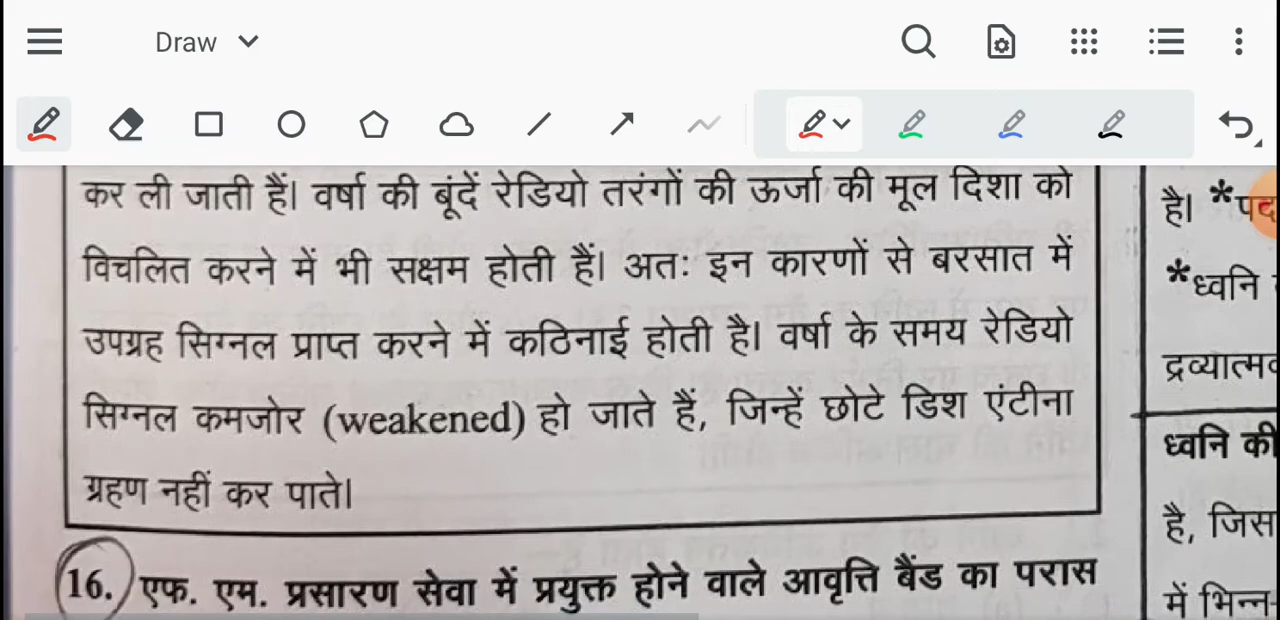 Draw
कर ली जाती हैं। वर्षा की बूंदें रेडियो तरंगों की ऊर्जा की मूल दिशा को
विचलित करने में भी सक्षम होती हैं। अतः इन कारणों से बरसात में
उपग्रह सिग्नल प्राप्त करने में कठिनाई होती है। वर्षा के समय रेडियो
सिग्नल कमजोर (weakened) हो जाते हैं, जिन्हें छोटे डिश एंटीना
ग्रहण नहीं कर पाते।
16. एफ. एम. प्रसारण सेवा में प्रयुक्त होने वाले आवृत्ति बैंड का परास
है। *
*ध्वनि
ध्वनि की
है, जिस
में भिन्न-